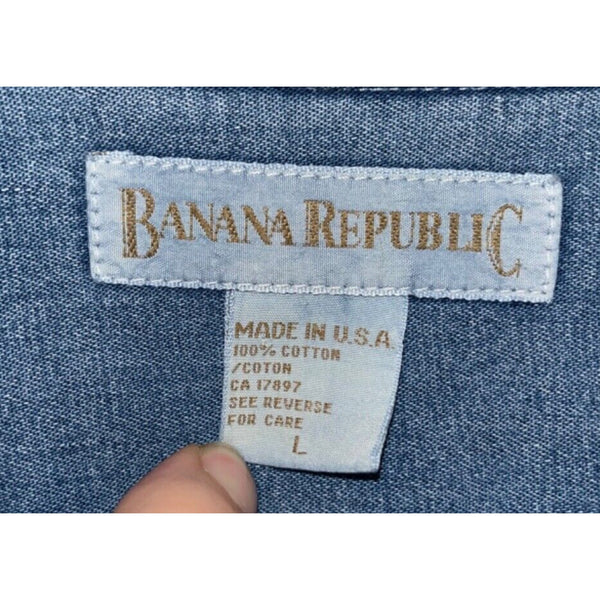 BANANA REPUBLIC
MADE IN U.S.A.
100% COTTON
/COTON
CA 17897
SEE REVERSE
FOR CARE
L